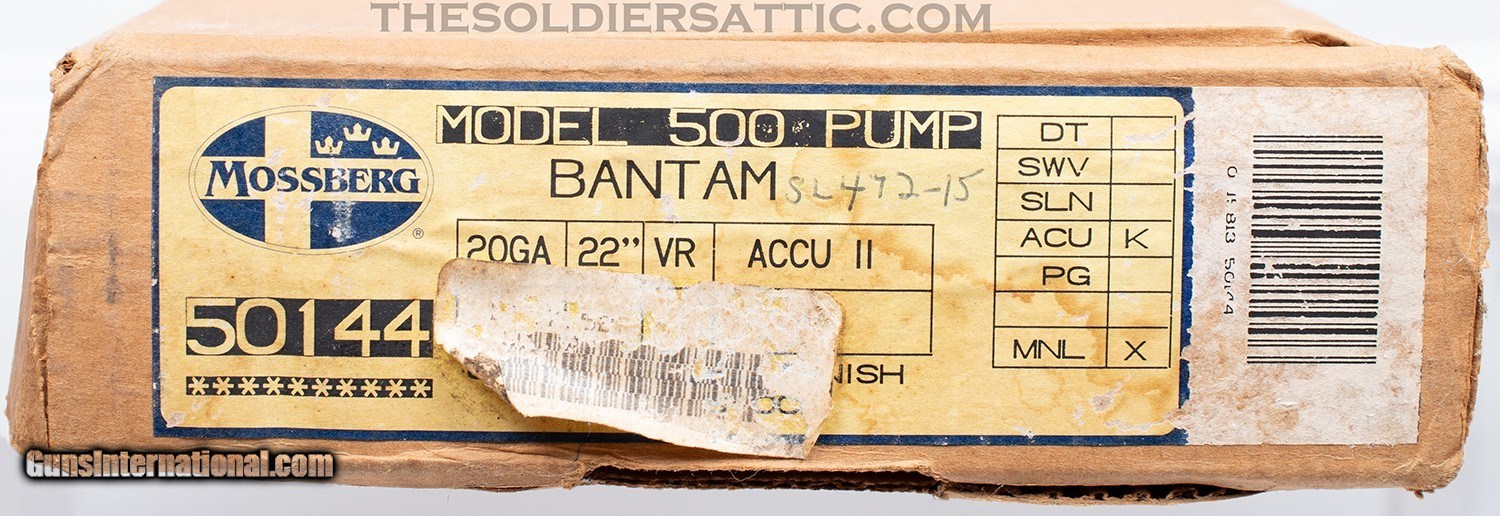 THESOLDIERSATTIC.COM
MOSSBERG
®
MODEL 500 PUMP
BANTAM SL472-15
20GA 22” VR ACCU II
50144
***********
NISH
DT
SWV
SLN
ACU K
PG
MNL X
GunsInternational.com